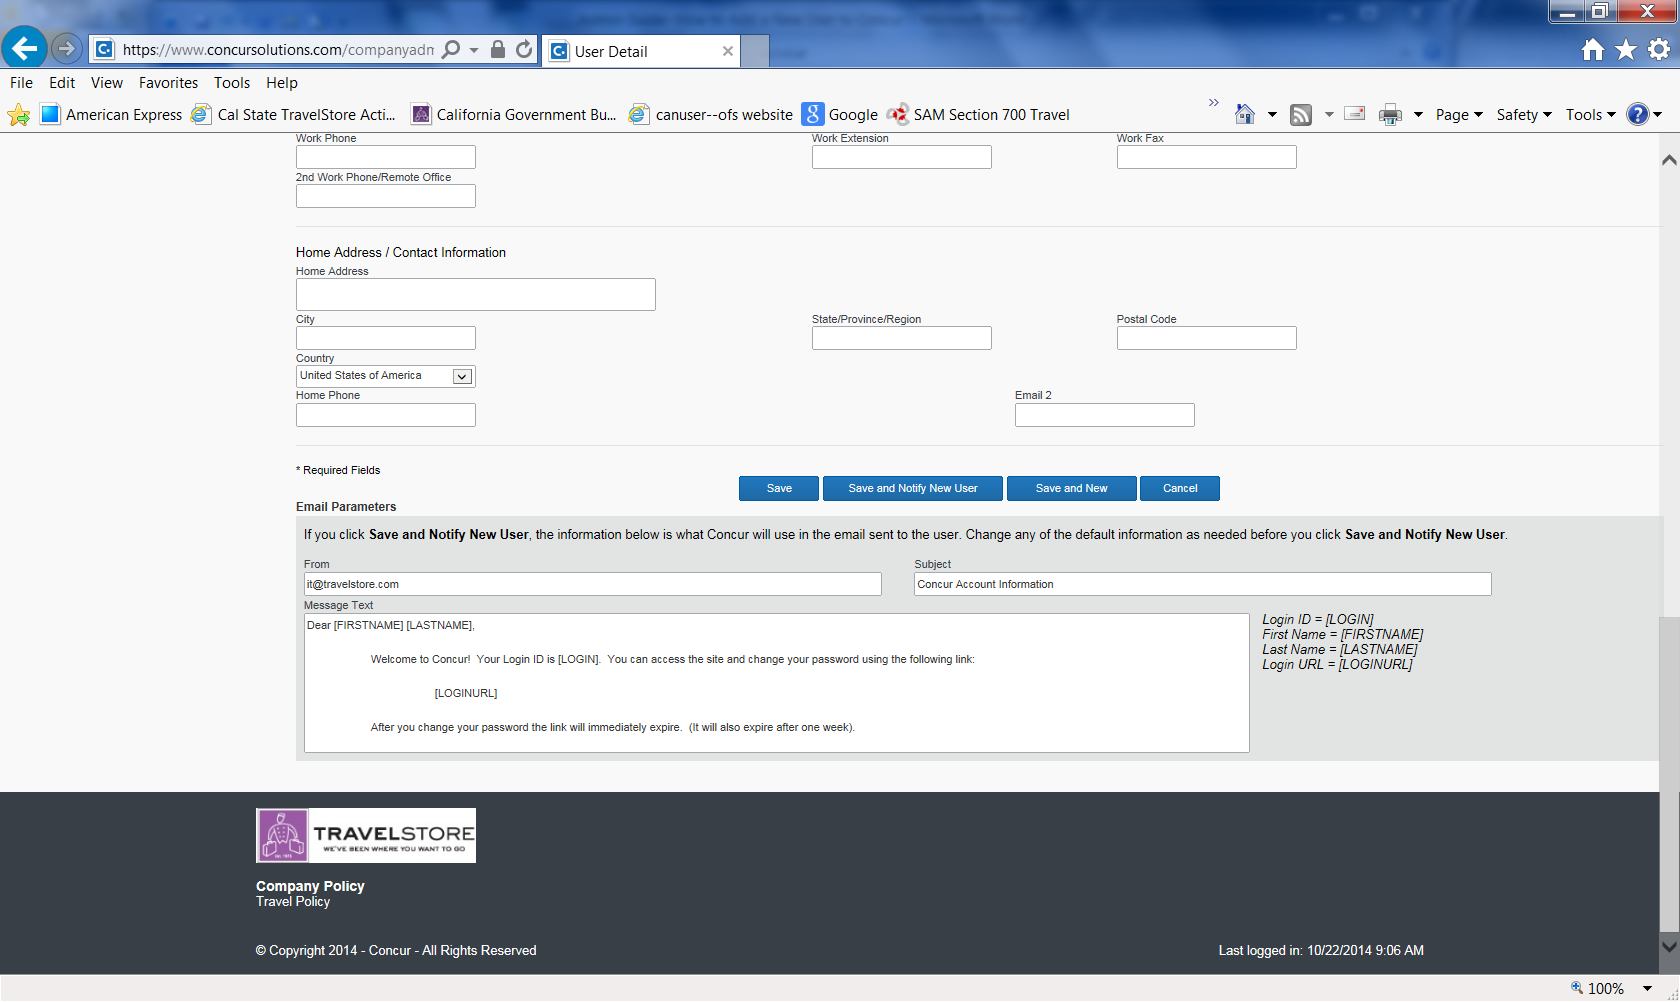 https://www.concursolutions.com/companyadn
User Detail
File Edit View Favorites Tools Help
American Express Cal State TravelStore Acti... California Government Bu... canuser--ofs website Google SAM Section 700 Travel » Page Safety Tools
Work Phone Work Extension Work Fax
2nd Work Phone/Remote Office
Home Address / Contact Information
Home Address
City State/Province/Region Postal Code
Country
United States of America
Home Phone Email 2
* Required Fields
Save Save and Notify New User Save and New Cancel
Email Parameters
If you click Save and Notify New User, the information below is what Concur will use in the email sent to the user. Change any of the default information as needed before you click Save and Notify New User.
From Subject
it@travelstore.com Concur Account Information
Message Text
Dear [FIRSTNAME] [LASTNAME],
Welcome to Concur! Your Login ID is [LOGIN]. You can access the site and change your password using the following link:
[LOGINURL]
After you change your password the link will immediately expire. (It will also expire after one week).
Login ID = [LOGIN]
First Name = [FIRSTNAME]
Last Name = [LASTNAME]
Login URL = [LOGINURL]
TRAVELSTORE
WE'VE BEEN WHERE YOU WANT TO GO
Est. 1975
Company Policy
Travel Policy
© Copyright 2014 - Concur - All Rights Reserved
Last logged in: 10/22/2014 9:06 AM
100%